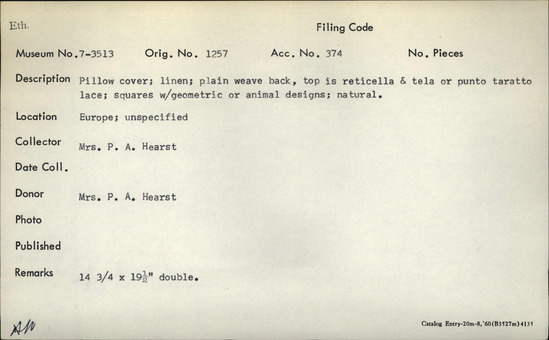 Eth.
Filing Code
Museum No. 7-3513 Orig. No. 1257 Acc. No. 374 No. Pieces
Description Pillow cover; linen; plain weave back, top is reticella & tela or punto taratto
lace; squares w/geometric or animal designs; natural.
Location Europe; unspecified
Collector Mrs. P. A. Hearst
Date Coll.
Donor Mrs. P. A. Hearst
Photo
Published
Remarks 14 3/4 x 19½" double.
Catalog Entry-20m-8,'60(B3527m)4135